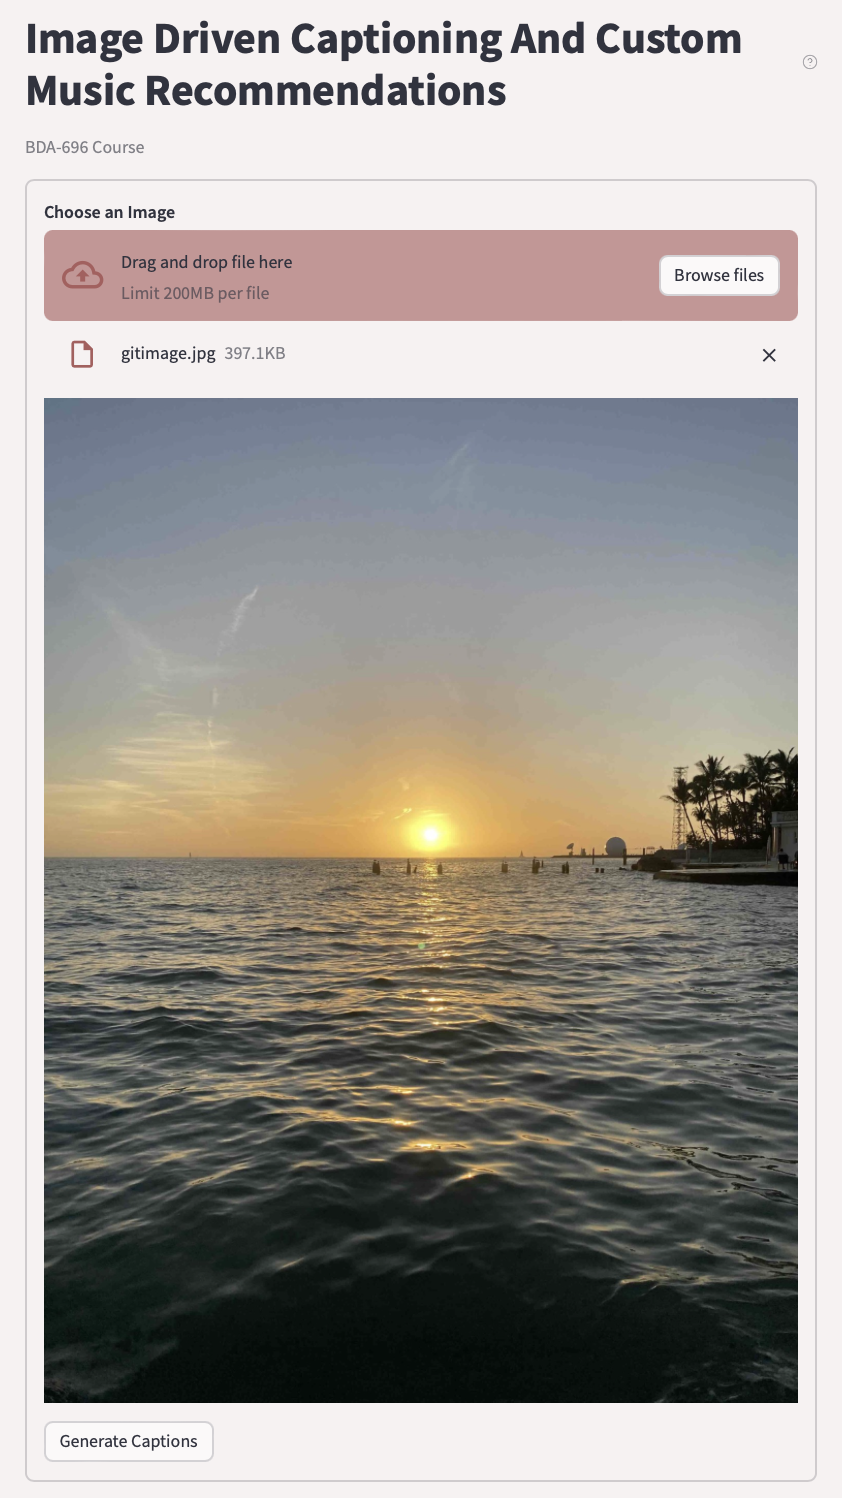 Image Driven Captioning And Custom
Music Recommendations
BDA-696 Course
Choose an Image
Drag and drop file here
Limit 200MB per file
Browse files
gitimage.jpg 397.1KB
Generate Captions